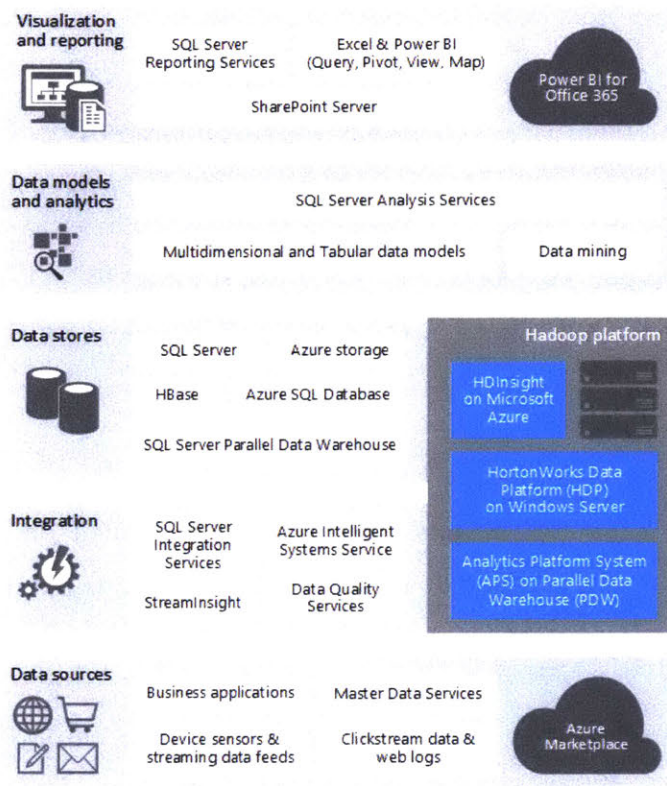 Visualization
and reporting
SQL Server
Reporting Services
Excel & Power BI
(Query, Pivot, View, Map)
SharePoint Server
Power BI for
Office 365
Data models
and analytics
SQL Server Analysis Services
Multidimensional and Tabular data models
Data mining
Data stores
SQL Server
Azure storage
HBase
Azure SQL Database
SQL Server Parallel Data Warehouse
Hadoop platform
HDInsight
on Microsoft
Azure
HortonWorks Data
Platform (HDP)
on Windows Server
Analytics Platform System
(APS) on Parallel Data
Warehouse (PDW)
Integration
SQL Server
Integration
Services
Azure Intelligent
Systems Service
StreamInsight
Data Quality
Services
Data sources
Business applications
Master Data Services
Device sensors &
streaming data feeds
Clickstream data &
web logs
Azure
Marketplace